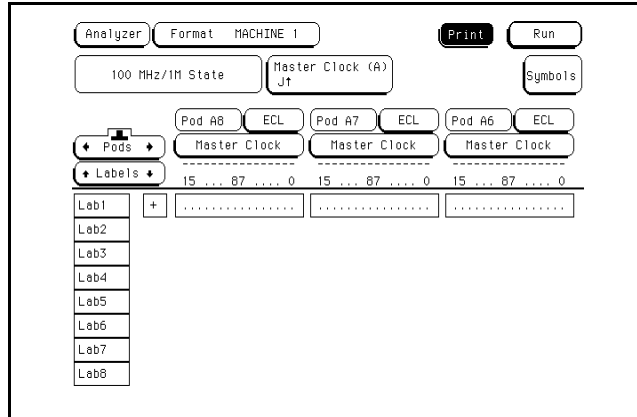 Analyzer Format MACHINE 1 Print Run
100 MHz/1M State Master Clock (A) Symbols
J↑
Pod A8 ECL Pod A7 ECL Pod A6 ECL
← Pods → Master Clock Master Clock Master Clock
↑ Labels ↓ 15 ... 87 .... 0 15 ... 87 .... 0 15 ... 87 .... 0
Lab1 + ................ ................ ................
Lab2
Lab3
Lab4
Lab5
Lab6
Lab7
Lab8